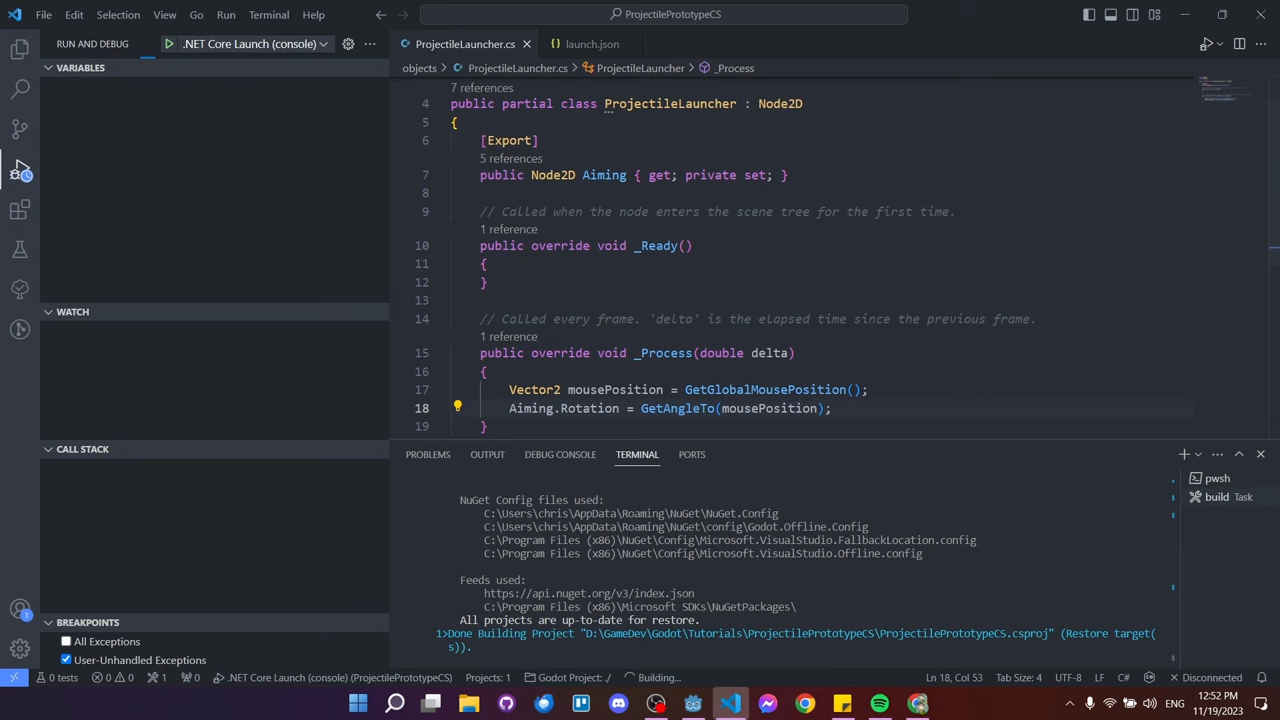 File Edit Selection View Go Run Terminal Help
ProjectilePrototypeCS
RUN AND DEBUG .NET Core Launch (console)
ProjectileLauncher.cs launch.json
VARIABLES
objects > ProjectileLauncher.cs > ProjectileLauncher > _Process
7 references
4 public partial class ProjectileLauncher : Node2D
5 {
6 [Export]
5 references
7 public Node2D Aiming { get; private set; }
8
9 // Called when the node enters the scene tree for the first time.
1 reference
10 public override void _Ready()
11 {
12 }
13
14 // Called every frame. 'delta' is the elapsed time since the previous frame.
1 reference
15 public override void _Process(double delta)
16 {
17 Vector2 mousePosition = GetGlobalMousePosition();
18 Aiming.Rotation = GetAngleTo(mousePosition);
19 }
WATCH
CALL STACK
BREAKPOINTS
All Exceptions
User-Unhandled Exceptions
PROBLEMS OUTPUT DEBUG CONSOLE TERMINAL PORTS
pwsh
build Task
NuGet Config files used:
C:\Users\chris\AppData\Roaming\NuGet\NuGet.Config
C:\Users\chris\AppData\Roaming\NuGet\config\Godot.Offline.Config
C:\Program Files (x86)\NuGet\Config\Microsoft.VisualStudio.FallbackLocation.config
C:\Program Files (x86)\NuGet\Config\Microsoft.VisualStudio.Offline.config
Feeds used:
https://api.nuget.org/v3/index.json
C:\Program Files (x86)\Microsoft SDKs\NuGetPackages\
All projects are up-to-date for restore.
1>Done Building Project "D:\GameDev\Godot\Tutorials\ProjectilePrototypeCS\ProjectilePrototypeCS.csproj" (Restore target(
s)).
1
0 tests 0 0 1 0 .NET Core Launch (console) (ProjectilePrototypeCS) Projects: 1 Godot Project: ./ Building... Ln 18, Col 53 Tab Size: 4 UTF-8 LF C# Disconnected
12:52 PM
11/19/2023